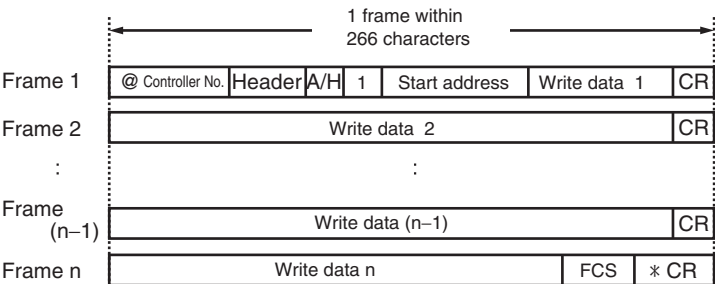 1 frame within
266 characters
Frame 1 @ Controller No. Header A/H 1 Start address Write data 1 CR
Frame 2 Write data 2 CR
: :
Frame
(n–1) Write data (n–1) CR
Frame n Write data n FCS * CR